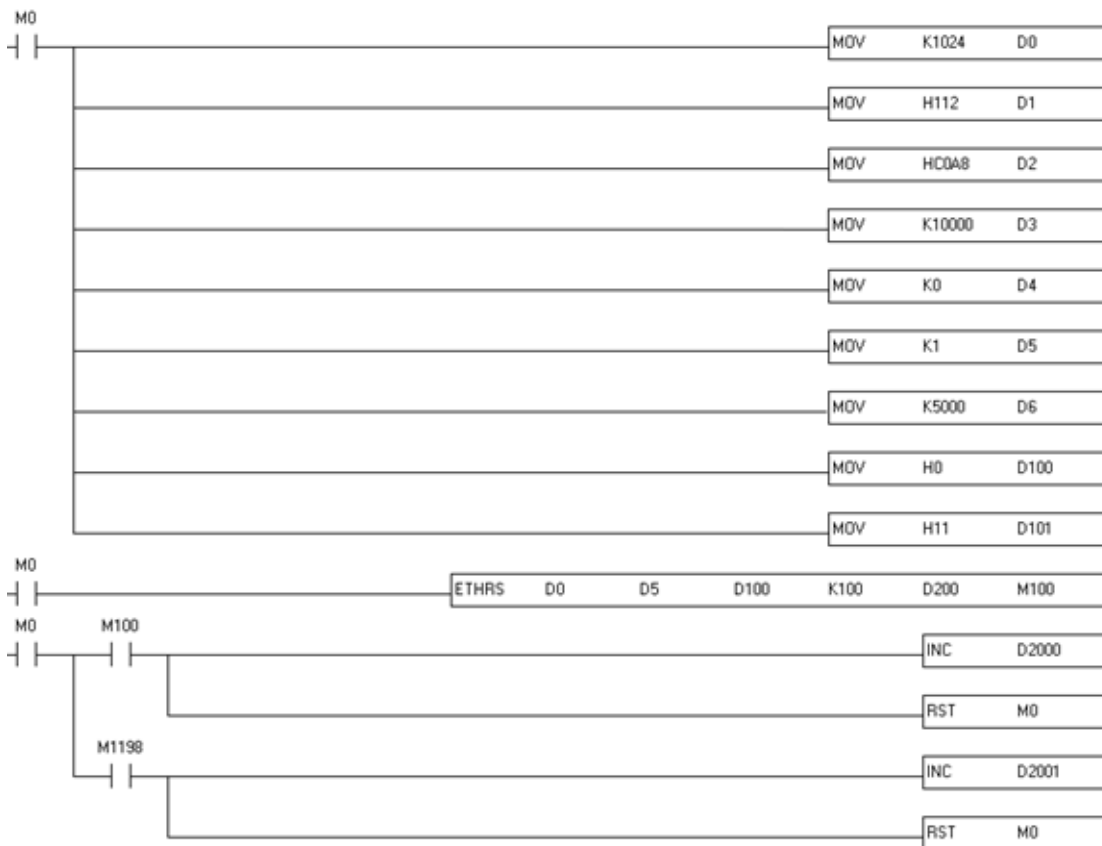 M0
MOV K1024 D0
MOV H112 D1
MOV HC0A8 D2
MOV K10000 D3
MOV K0 D4
MOV K1 D5
MOV K5000 D6
MOV H0 D100
MOV H11 D101
M0
ETHRS D0 D5 D100 K100 D200 M100
M0 M100
INC D2000
RST M0
M1198
INC D2001
RST M0